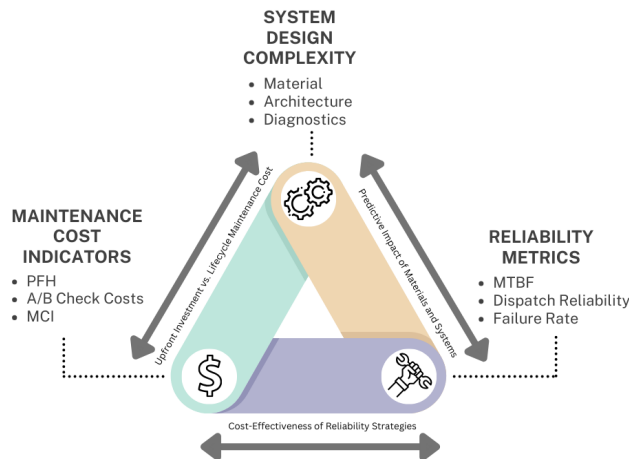 SYSTEM
DESIGN
COMPLEXITY
• Material
• Architecture
• Diagnostics
Upfront Investment vs. Lifecycle Maintenance Cost
Predictive Impact of Materials and Systems
MAINTENANCE
COST
INDICATORS
• PFH
• A/B Check Costs
• MCI
RELIABILITY
METRICS
• MTBF
• Dispatch Reliability
• Failure Rate
$
Cost-Effectiveness of Reliability Strategies